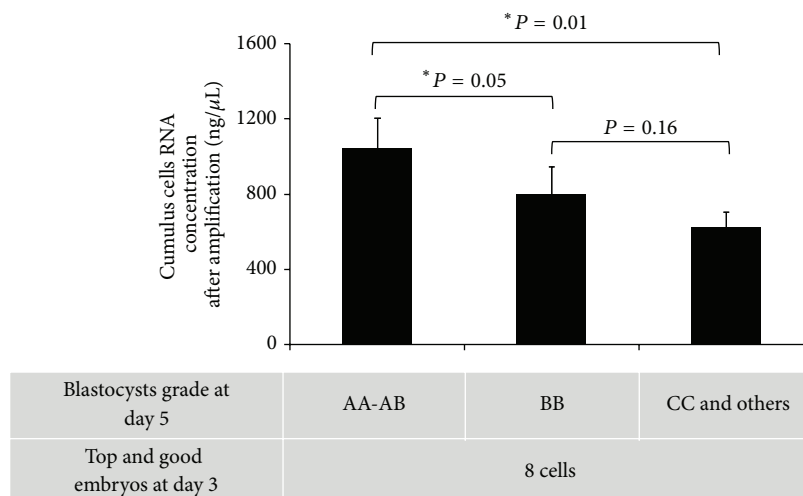 * P = 0.01
1600
* P = 0.05
1200
P = 0.16
800
400
0
Cumulus cells RNA
concentration
after amplification (ng/μL)
Blastocysts grade at
day 5
AA-AB
BB
CC and others
Top and good
embryos at day 3
8 cells